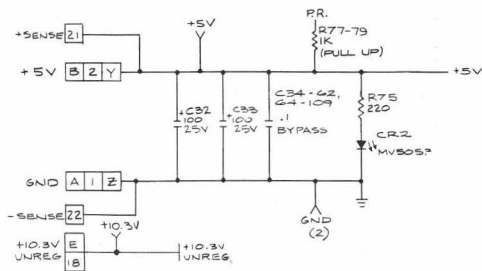 +5V
P.R.
R77-79
1K
(PULL UP)
+SENSE 21
+5V B 2 Y
+5V
+C32
100
25V
+C33
100
25V
C34-62,
64-109
.1
BYPASS
R75
220
CR2
GND A 1 Z
-SENSE 22
GND
(2)
+10.3V
UNREG
E
18
+10.3V
+10.3V
UNREG